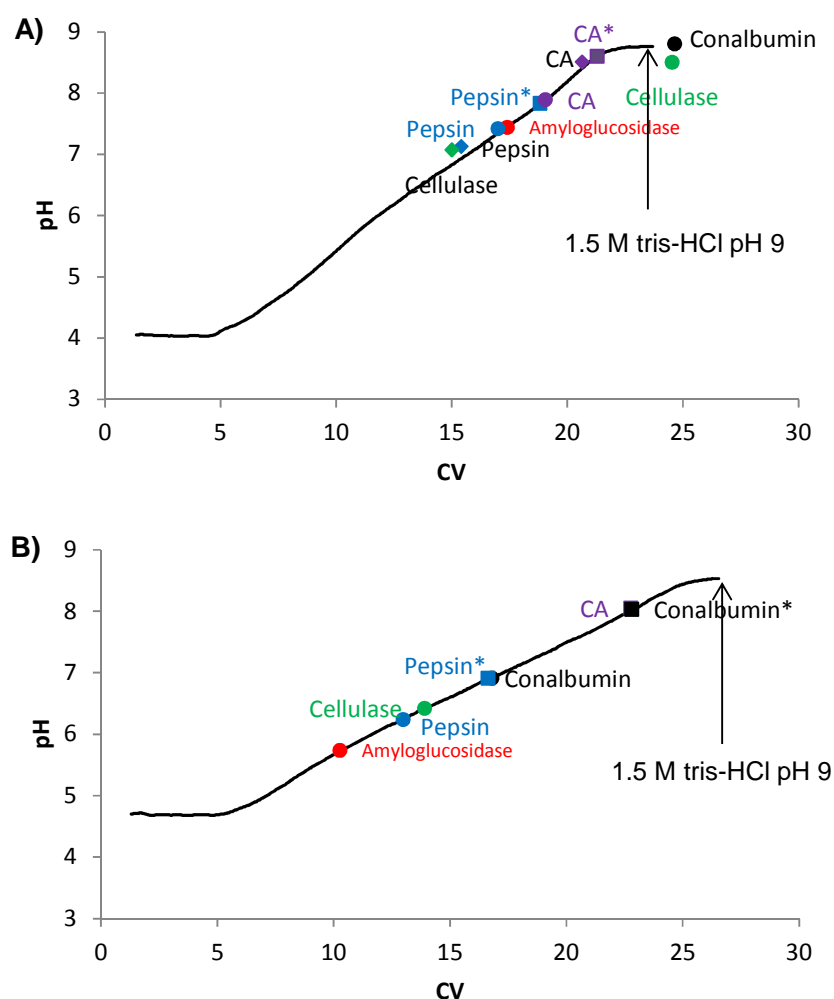 A)
9
8
7
6
5
4
3
pH
CA*
CA
Conalbumin
Pepsin*
CA
Cellulase
Pepsin
Amyloglucosidase
Pepsin
Cellulase
1.5 M tris-HCl pH 9
0 5 10 15 20 25 30
CV
B)
9
8
7
6
5
4
3
pH
CA
Conalbumin*
Pepsin*
Conalbumin
Cellulase
Pepsin
Amyloglucosidase
1.5 M tris-HCl pH 9
0 5 10 15 20 25 30
CV